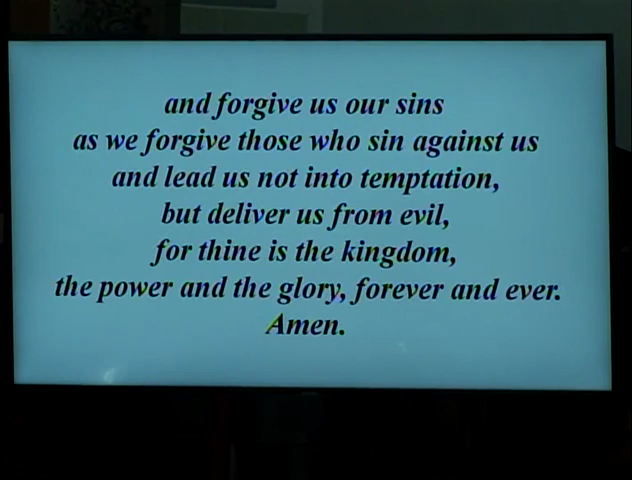 and forgive us our sins
as we forgive those who sin against us
and lead us not into temptation,
but deliver us from evil,
for thine is the kingdom,
the power and the glory, forever and ever.
Amen.